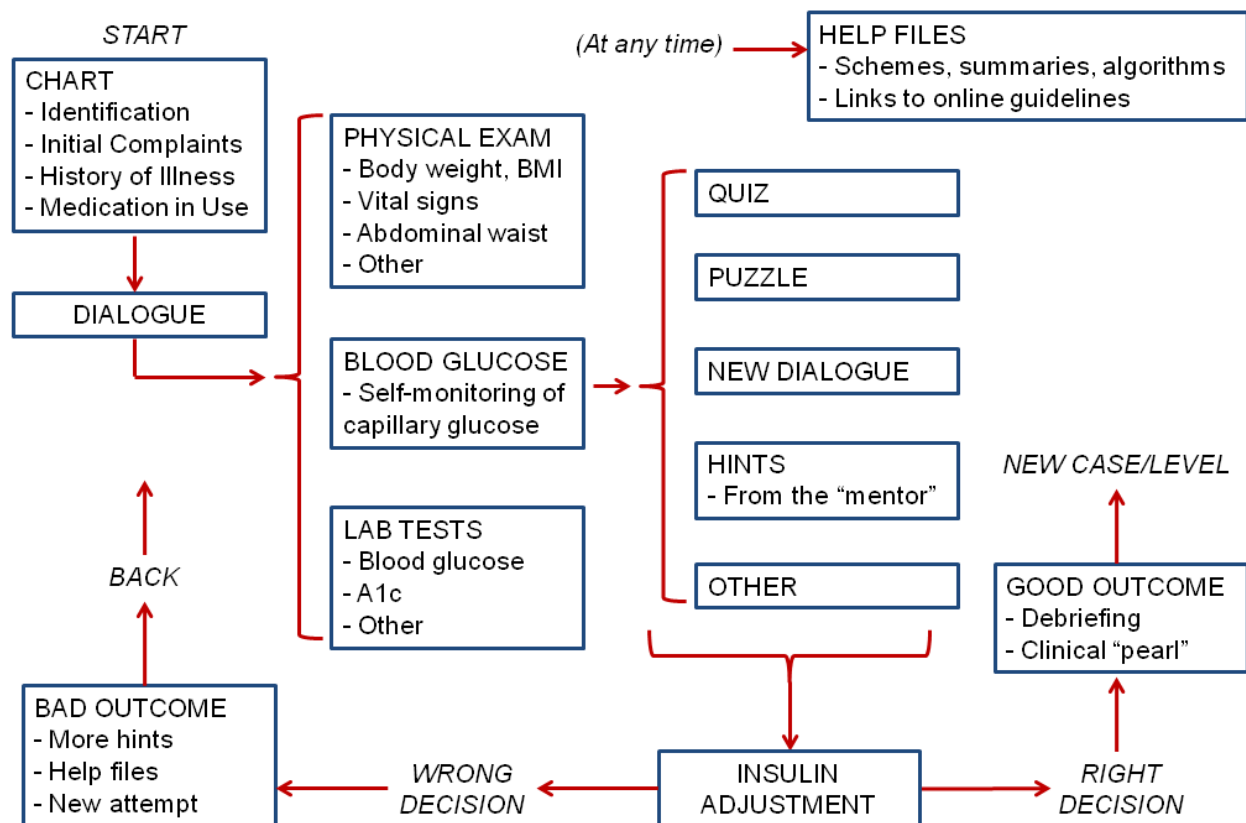 START
CHART
- Identification
- Initial Complaints
- History of Illness
- Medication in Use
DIALOGUE
(At any time)
HELP FILES
- Schemes, summaries, algorithms
- Links to online guidelines
PHYSICAL EXAM
- Body weight, BMI
- Vital signs
- Abdominal waist
- Other
BLOOD GLUCOSE
- Self-monitoring of
capillary glucose
LAB TESTS
- Blood glucose
- A1c
- Other
QUIZ
PUZZLE
NEW DIALOGUE
HINTS
- From the “mentor”
OTHER
INSULIN
ADJUSTMENT
WRONG
DECISION
BAD OUTCOME
- More hints
- Help files
- New attempt
BACK
RIGHT
DECISION
GOOD OUTCOME
- Debriefing
- Clinical “pearl”
NEW CASE/LEVEL